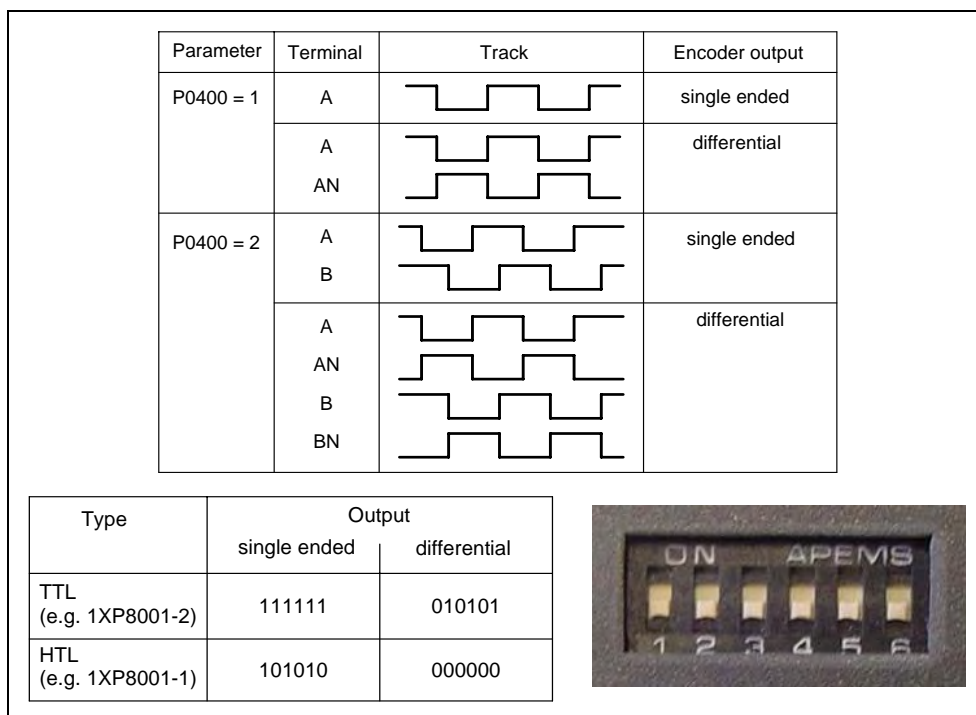 Parameter Terminal Track Encoder output
P0400 = 1 A single ended
A differential
AN
P0400 = 2 A single ended
B
A differential
AN
B
BN
Type Output
single ended differential
TTL
(e.g. 1XP8001-2) 111111 010101
HTL
(e.g. 1XP8001-1) 101010 000000
ON APEMS
1 2 3 4 5 6